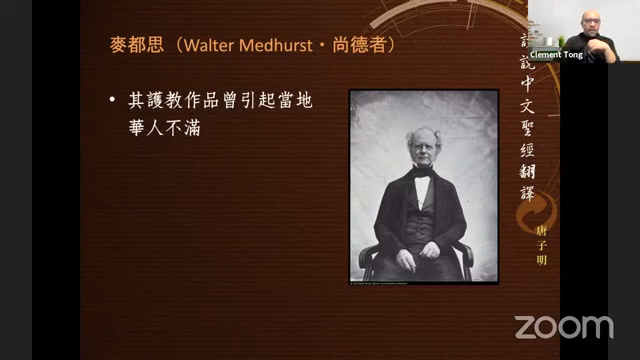 麥都思（Walter Medhurst・尚德者）
• 其護教作品曾引起當地
華人不滿
說中文聖經翻譯
唐子明
Clement Tong
zoom